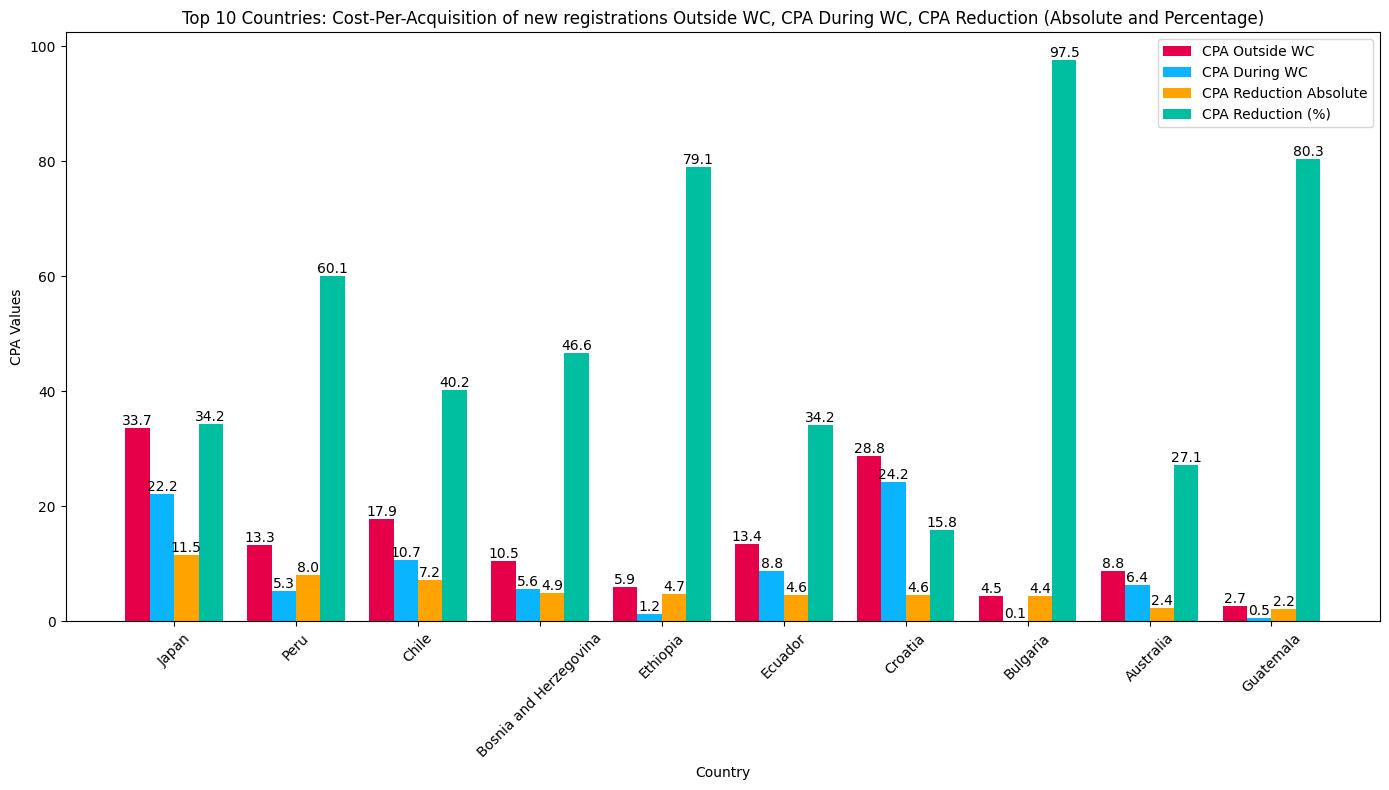 Top 10 Countries: Cost-Per-Acquisition of new registrations Outside WC, CPA During WC, CPA Reduction (Absolute and Percentage)
CPA Outside WC
CPA During WC
CPA Reduction Absolute
CPA Reduction (%)
CPA Values
100
80
60
40
20
0
33.7
22.2
11.5
34.2
13.3
5.3
8.0
60.1
17.9
10.7
7.2
40.2
10.5
5.6
4.9
46.6
5.9
1.2
4.7
79.1
13.4
8.8
4.6
34.2
28.8
24.2
4.6
15.8
4.5
0.1
4.4
97.5
8.8
6.4
2.4
27.1
2.7
0.5
2.2
80.3
Japan
Peru
Chile
Bosnia and Herzegovina
Ethiopia
Ecuador
Croatia
Bulgaria
Australia
Guatemala
Country